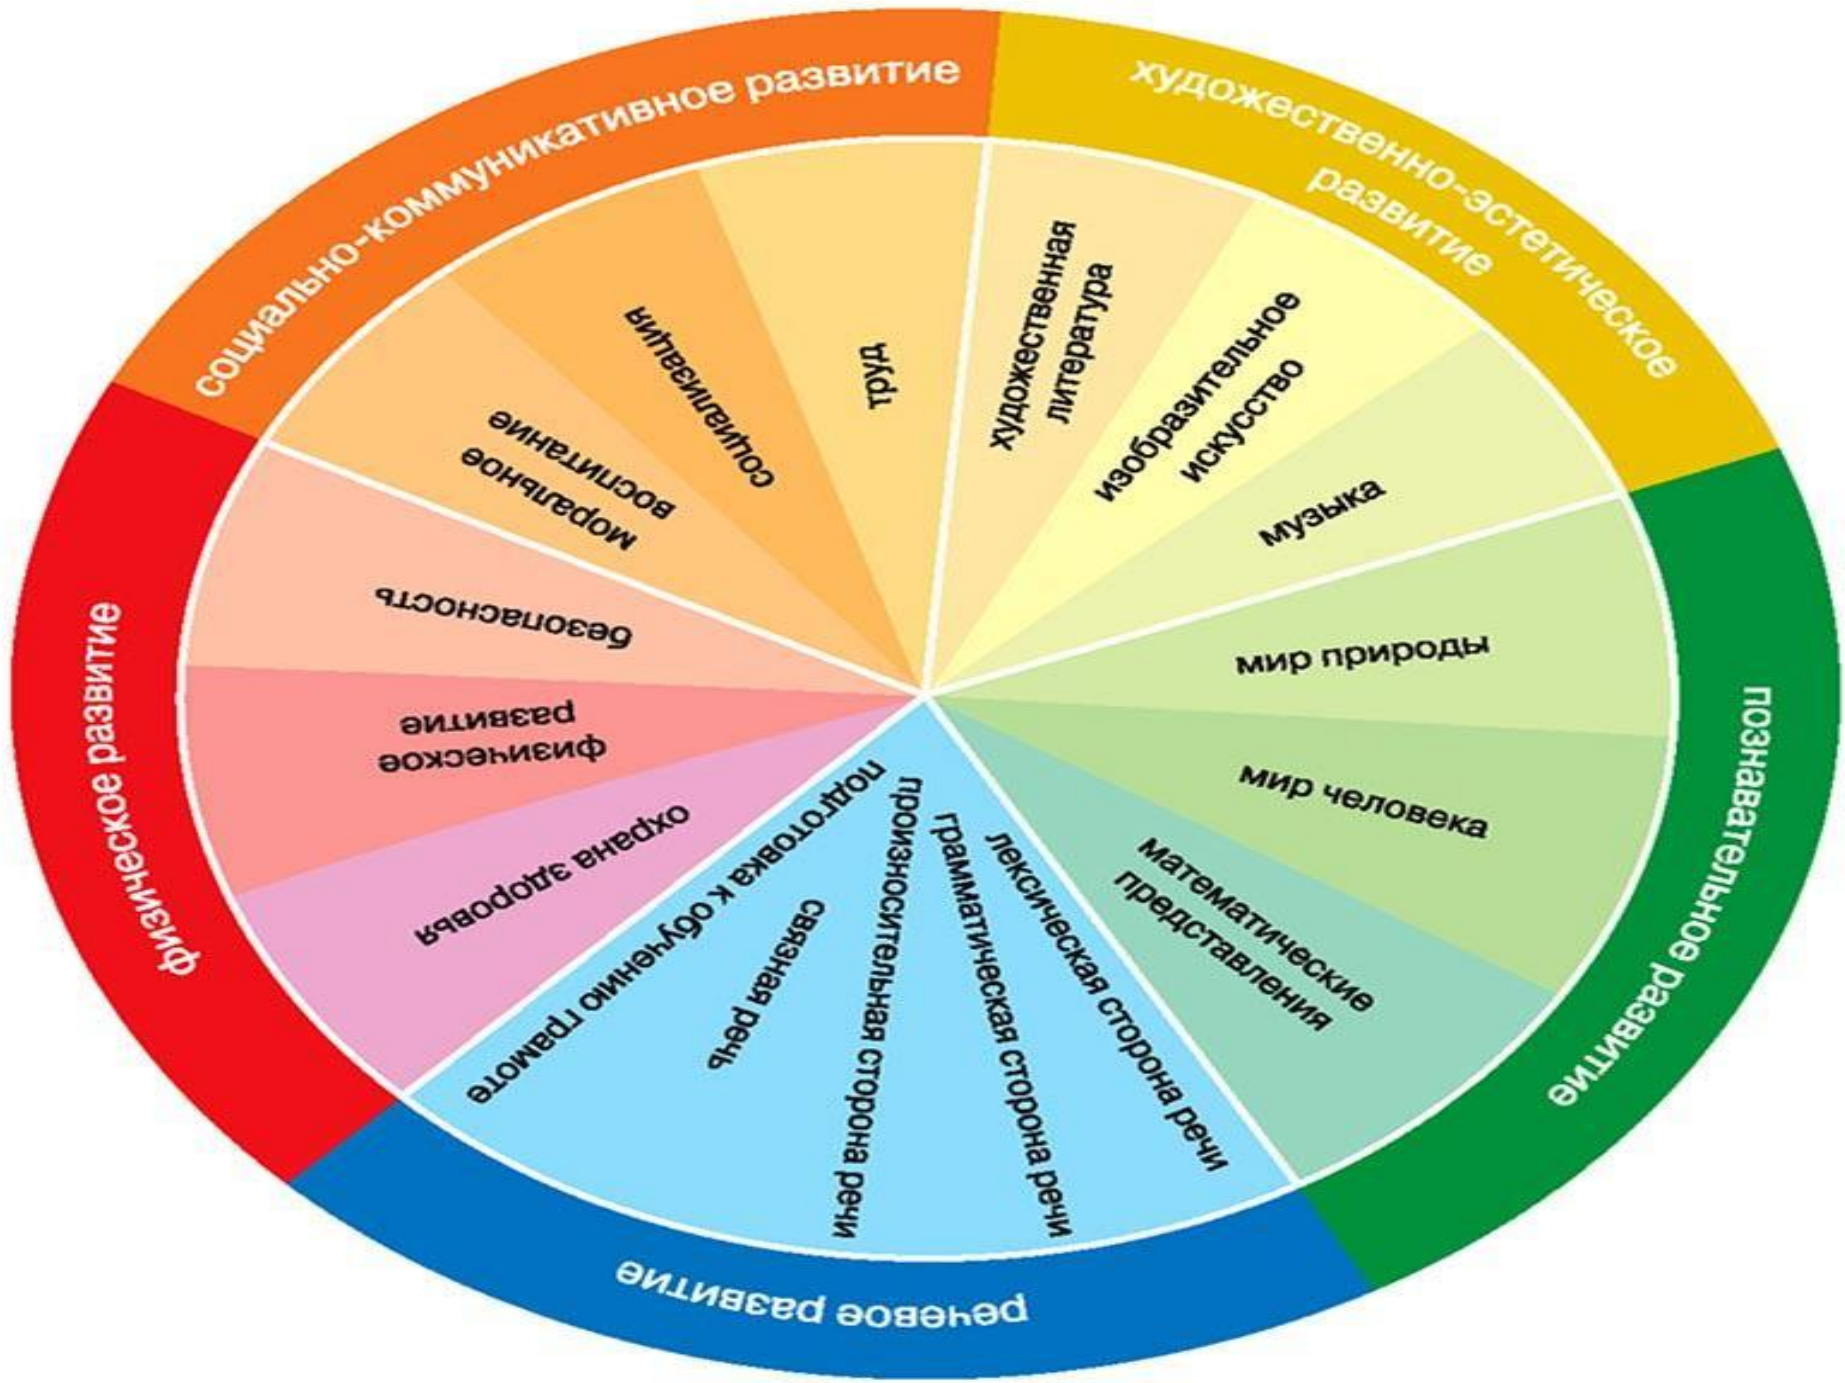 социально-коммуникативное развитие
художественно-эстетическое
развитие
познавательное развитие
речевое развитие
физическое развитие
моральное
воспитание
социализация
труд
художественная
литература
изобразительное
искусство
музыка
мир природы
мир человека
математические
представления
лексическая сторона речи
грамматическая сторона речи
произносительная сторона речи
связная речь
подготовка к обучению грамоте
охрана здоровья
физическое
развитие
безопасность